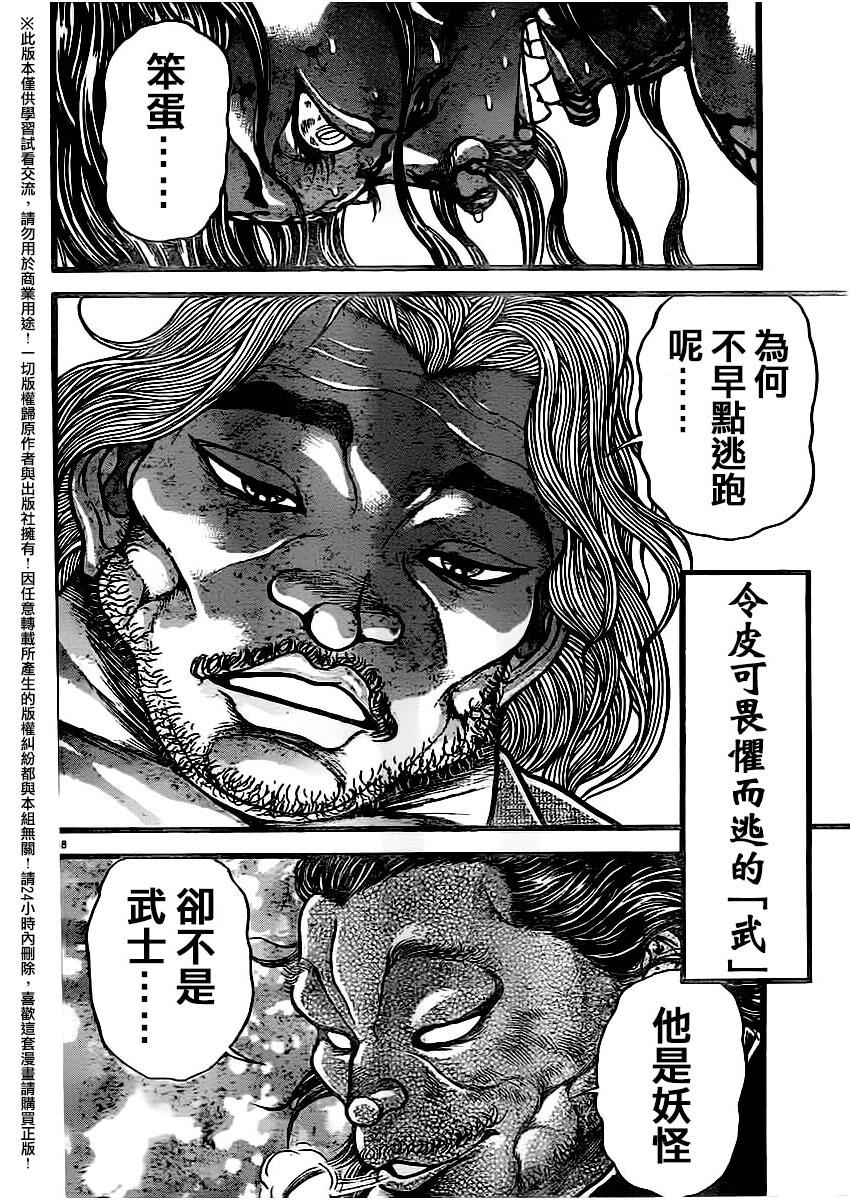 笨蛋……
為何
不早點逃跑
呢……
令皮可畏懼而逃的「武」
8
他是妖怪
卻不是
武士……
※此版本僅供學習試看交流，請勿用於商業用途！一切版權歸原作者與出版社擁有！因任意轉載所產生的版權糾紛都與本組無關！請24小時內刪除，喜歡這套漫畫請購買正版！